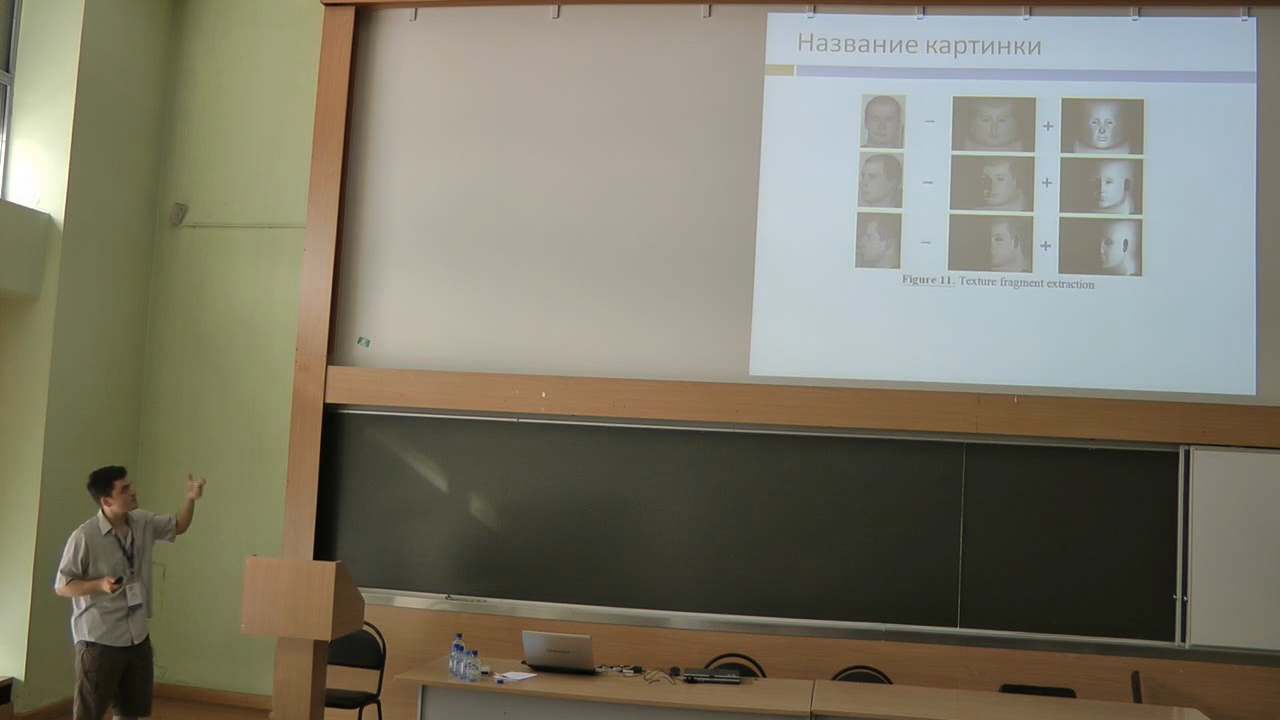 Название картинки
− +
− +
− +
Figure 11. Texture fragment extraction